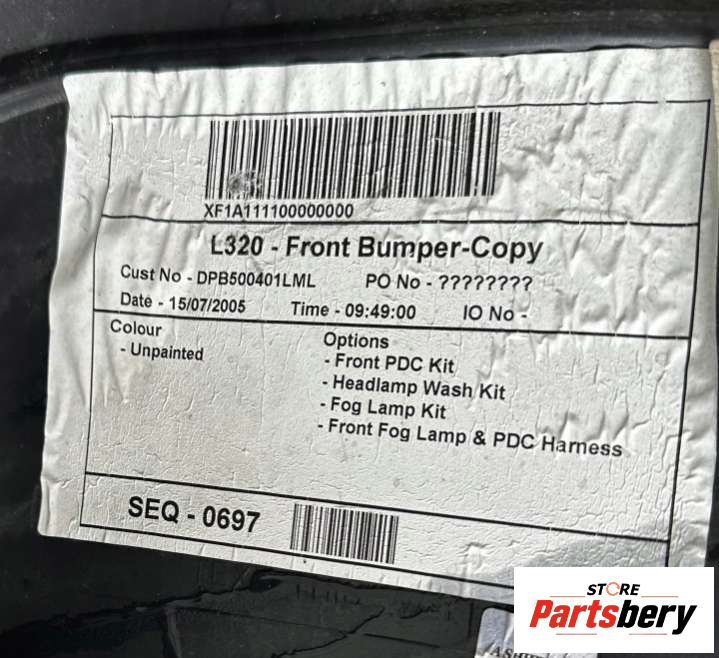 XF1A111100000000
L320 - Front Bumper-Copy
Cust No - DPB500401LML PO No - ????????
Date - 15/07/2005 Time - 09:49:00 IO No -
Colour
- Unpainted
Options
- Front PDC Kit
- Headlamp Wash Kit
- Fog Lamp Kit
- Front Fog Lamp & PDC Harness
SEQ - 0697
STORE
Partsbery